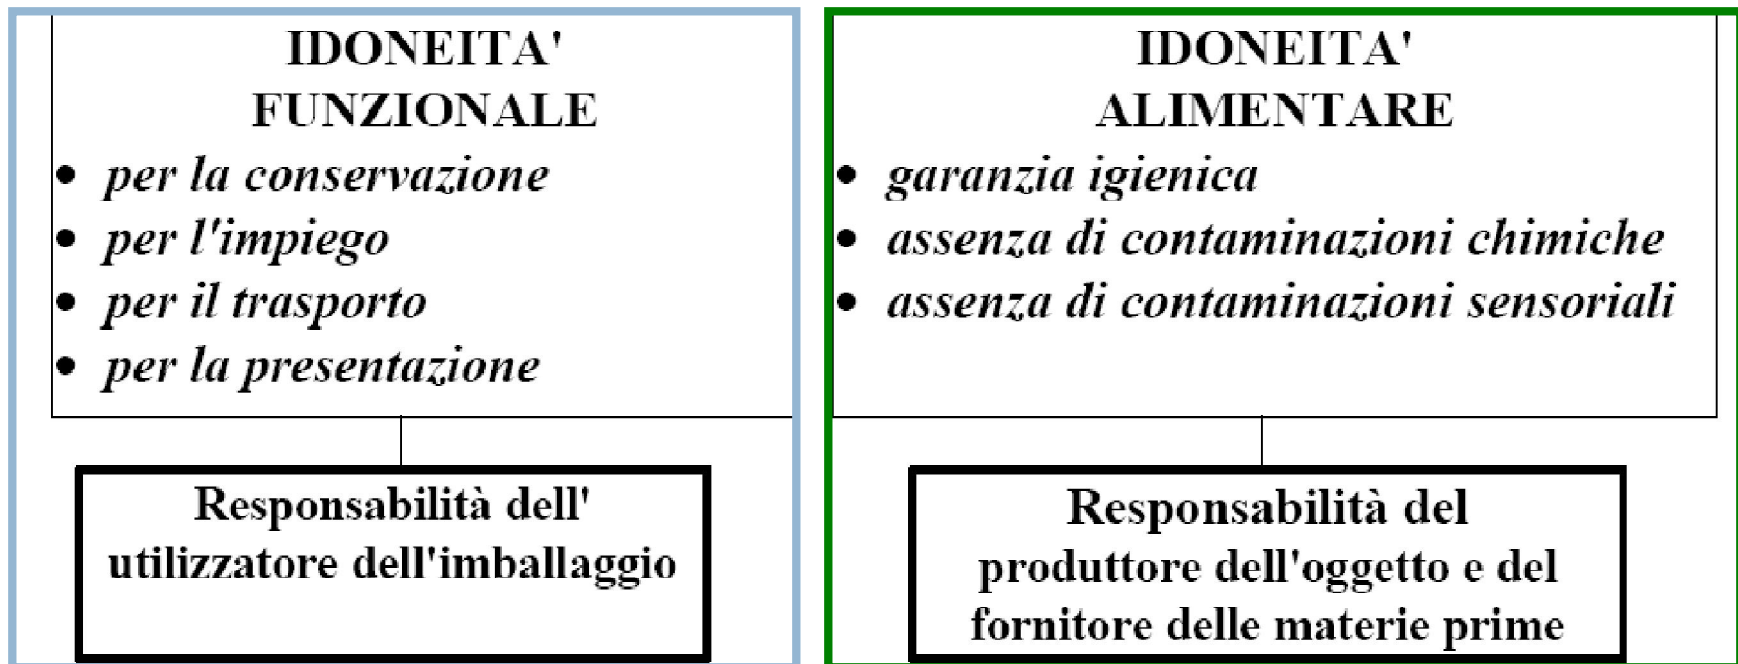 IDONEITA'
FUNZIONALE
• per la conservazione
• per l'impiego
• per il trasporto
• per la presentazione
Responsabilità dell'
utilizzatore dell'imballaggio
IDONEITA'
ALIMENTARE
• garanzia igienica
• assenza di contaminazioni chimiche
• assenza di contaminazioni sensoriali
Responsabilità del
produttore dell'oggetto e del
fornitore delle materie prime